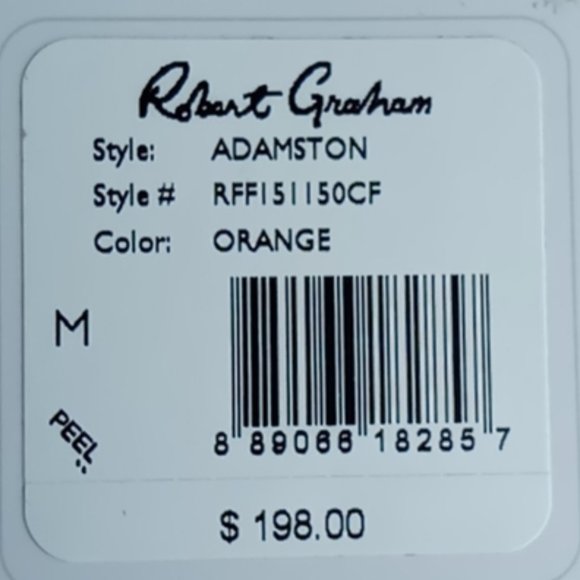 Robert Graham
Style: ADAMSTON
Style # RFF151150CF
Color: ORANGE
M
PEEL
8 89066 18285 7
$ 198.00